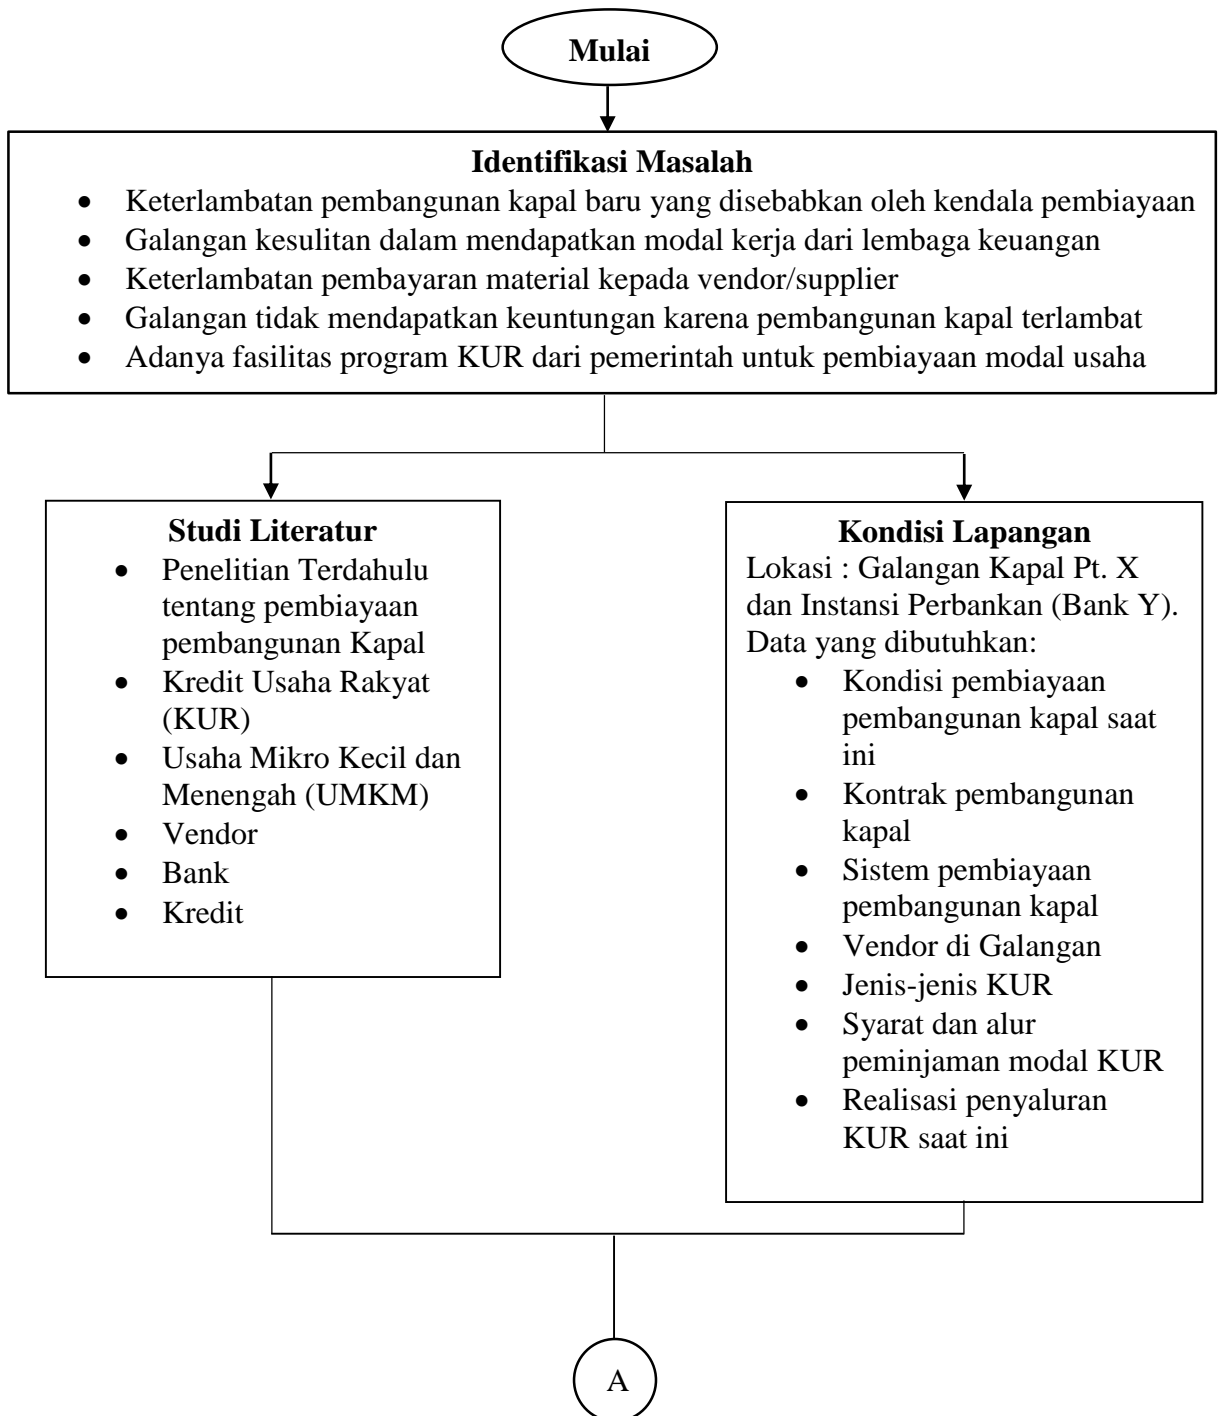 Mulai
Identifikasi Masalah
• Keterlambatan pembangunan kapal baru yang disebabkan oleh kendala pembiayaan
• Galangan kesulitan dalam mendapatkan modal kerja dari lembaga keuangan
• Keterlambatan pembayaran material kepada vendor/supplier
• Galangan tidak mendapatkan keuntungan karena pembangunan kapal terlambat
• Adanya fasilitas program KUR dari pemerintah untuk pembiayaan modal usaha
Studi Literatur
• Penelitian Terdahulu
tentang pembiayaan
pembangunan Kapal
• Kredit Usaha Rakyat
(KUR)
• Usaha Mikro Kecil dan
Menengah (UMKM)
• Vendor
• Bank
• Kredit
Kondisi Lapangan
Lokasi : Galangan Kapal Pt. X
dan Instansi Perbankan (Bank Y).
Data yang dibutuhkan:
• Kondisi pembiayaan
pembangunan kapal saat
ini
• Kontrak pembangunan
kapal
• Sistem pembiayaan
pembangunan kapal
• Vendor di Galangan
• Jenis-jenis KUR
• Syarat dan alur
peminjaman modal KUR
• Realisasi penyaluran
KUR saat ini
A